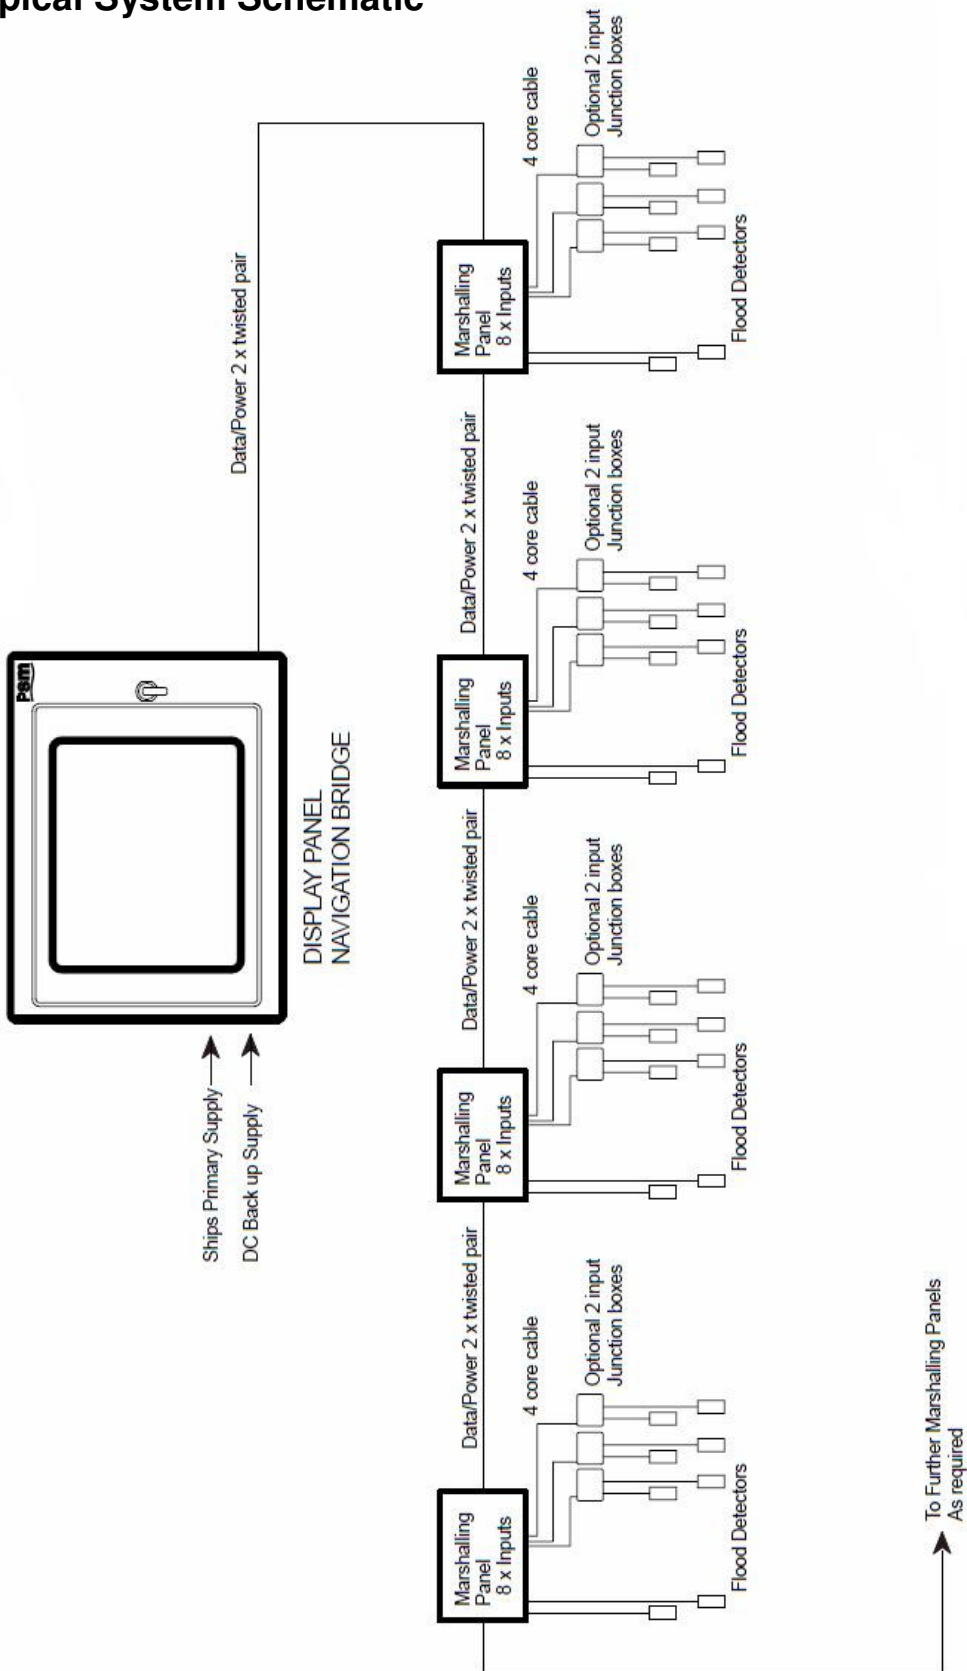 pical System Schematic
psm
DISPLAY PANEL
NAVIGATION BRIDGE
Ships Primary Supply
DC Back up Supply
Data/Power 2 x twisted pair
Marshalling
Panel
8 x Inputs
4 core cable
Optional 2 input
Junction boxes
Flood Detectors
Data/Power 2 x twisted pair
Marshalling
Panel
8 x Inputs
4 core cable
Optional 2 input
Junction boxes
Flood Detectors
Data/Power 2 x twisted pair
Marshalling
Panel
8 x Inputs
4 core cable
Optional 2 input
Junction boxes
Flood Detectors
Data/Power 2 x twisted pair
Marshalling
Panel
8 x Inputs
4 core cable
Optional 2 input
Junction boxes
Flood Detectors
To Further Marshalling Panels
As required